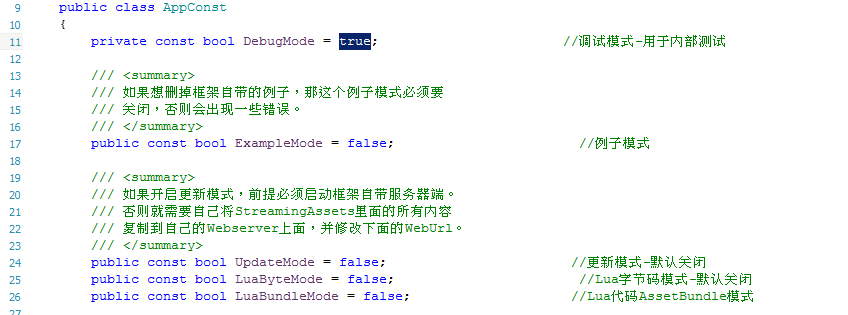 9 public class AppConst
10 {
11 private const bool DebugMode = true; //调试模式-用于内部测试
12
13 /// <summary>
14 /// 如果想删掉框架自带的例子，那这个例子模式必须要
15 /// 关闭，否则会出现一些错误。
16 /// </summary>
17 public const bool ExampleMode = false; //例子模式
18
19 /// <summary>
20 /// 如果开启更新模式，前提必须启动框架自带服务器端。
21 /// 否则就需要自己将StreamingAssets里面的所有内容
22 /// 复制到自己的Webserver上面，并修改下面的WebUrl。
23 /// </summary>
24 public const bool UpdateMode = false; //更新模式-默认关闭
25 public const bool LuaByteMode = false; //Lua字节码模式-默认关闭
26 public const bool LuaBundleMode = false; //Lua代码AssetBundle模式
27